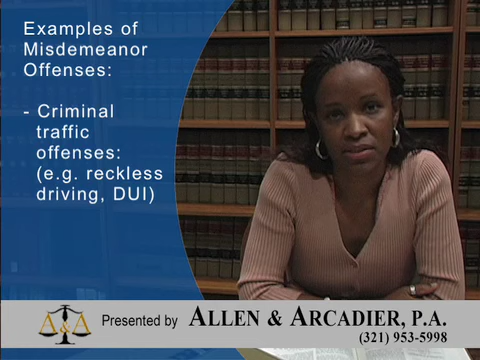 Examples of
Misdemeanor
Offenses:
- Criminal
traffic
offenses:
(e.g. reckless
driving, DUI)
A&A
Presented by ALLEN & ARCADIER, P.A.
(321) 953-5998